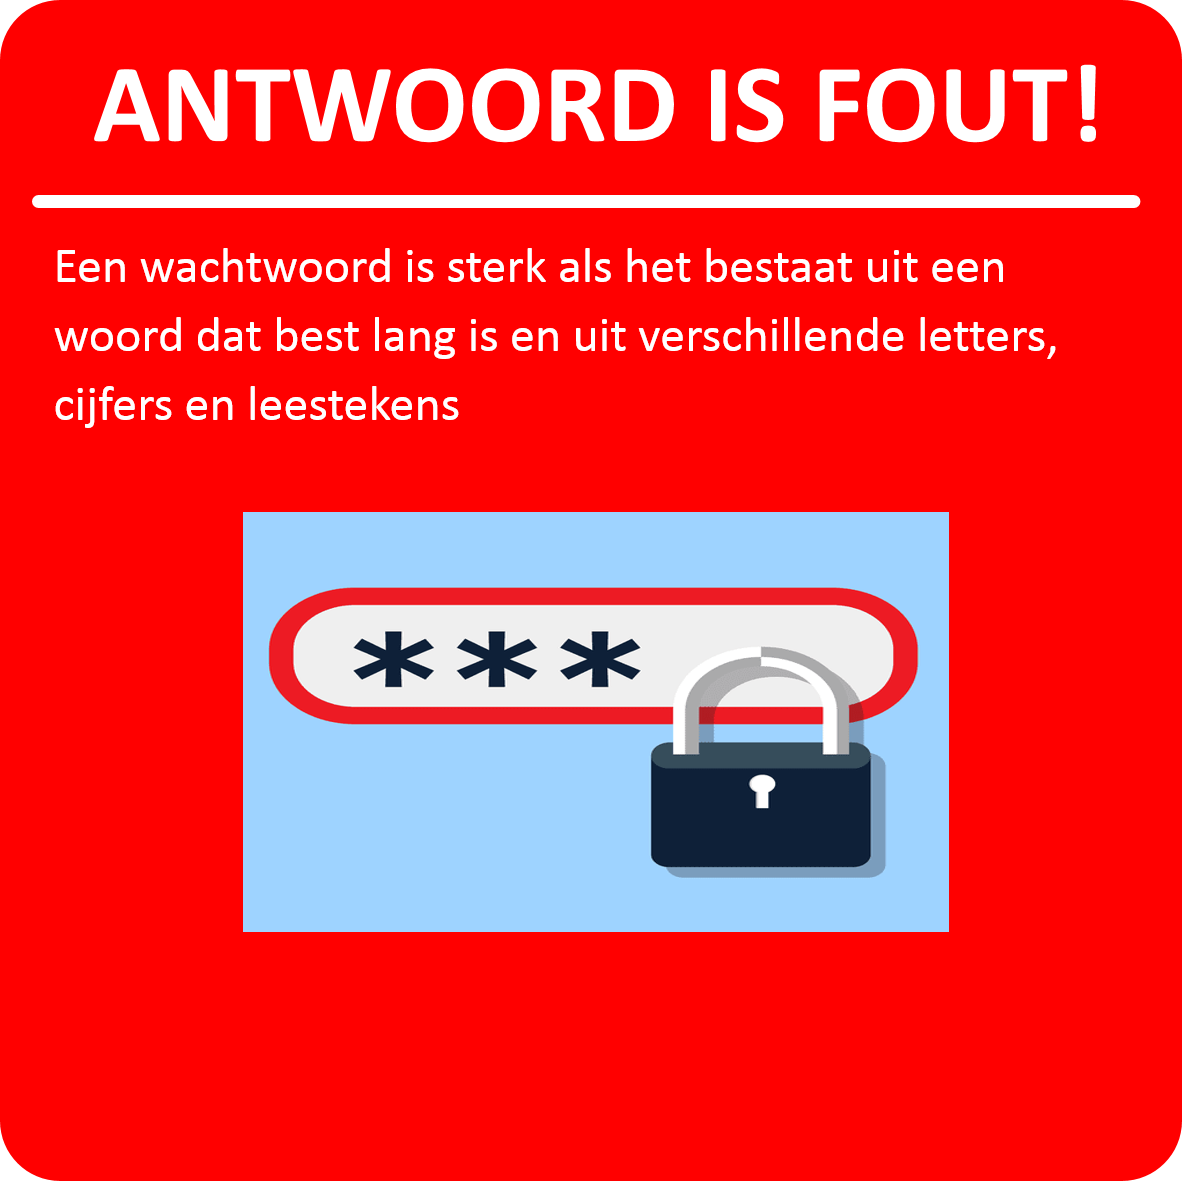 ANTWOORD IS FOUT!
Een wachtwoord is sterk als het bestaat uit een
woord dat best lang is en uit verschillende letters,
cijfers en leestekens
***